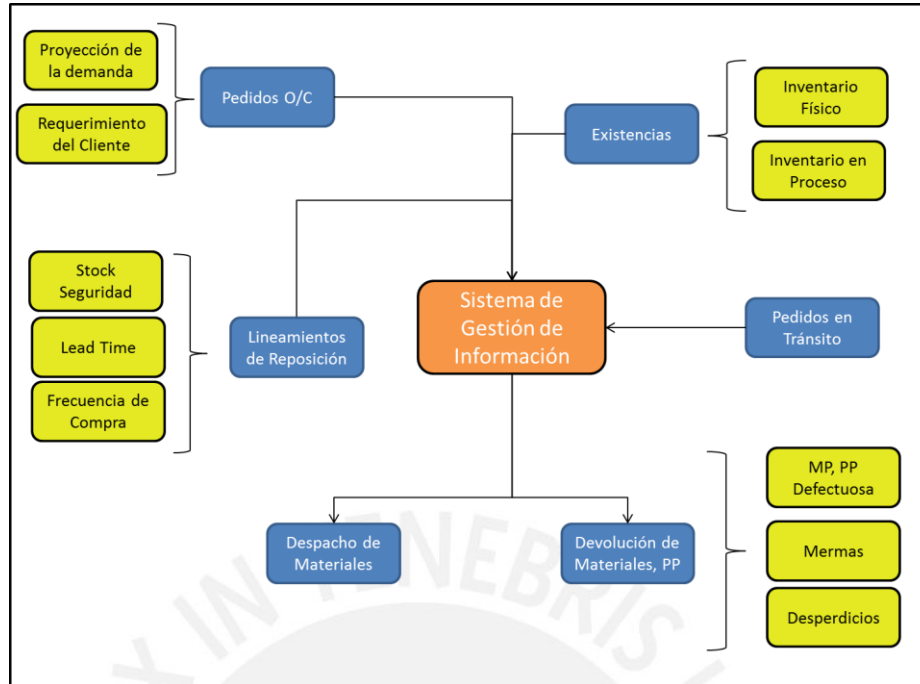 Proyección de
la demanda
Requerimiento
del Cliente
Pedidos O/C
Existencias
Inventario
Físico
Inventario en
Proceso
Stock
Seguridad
Lead Time
Frecuencia de
Compra
Lineamientos
de Reposición
Sistema de
Gestión de
Información
Pedidos en
Tránsito
Despacho de
Materiales
Devolución de
Materiales, PP
MP, PP
Defectuosa
Mermas
Desperdicios
X IN TENEBRIS L